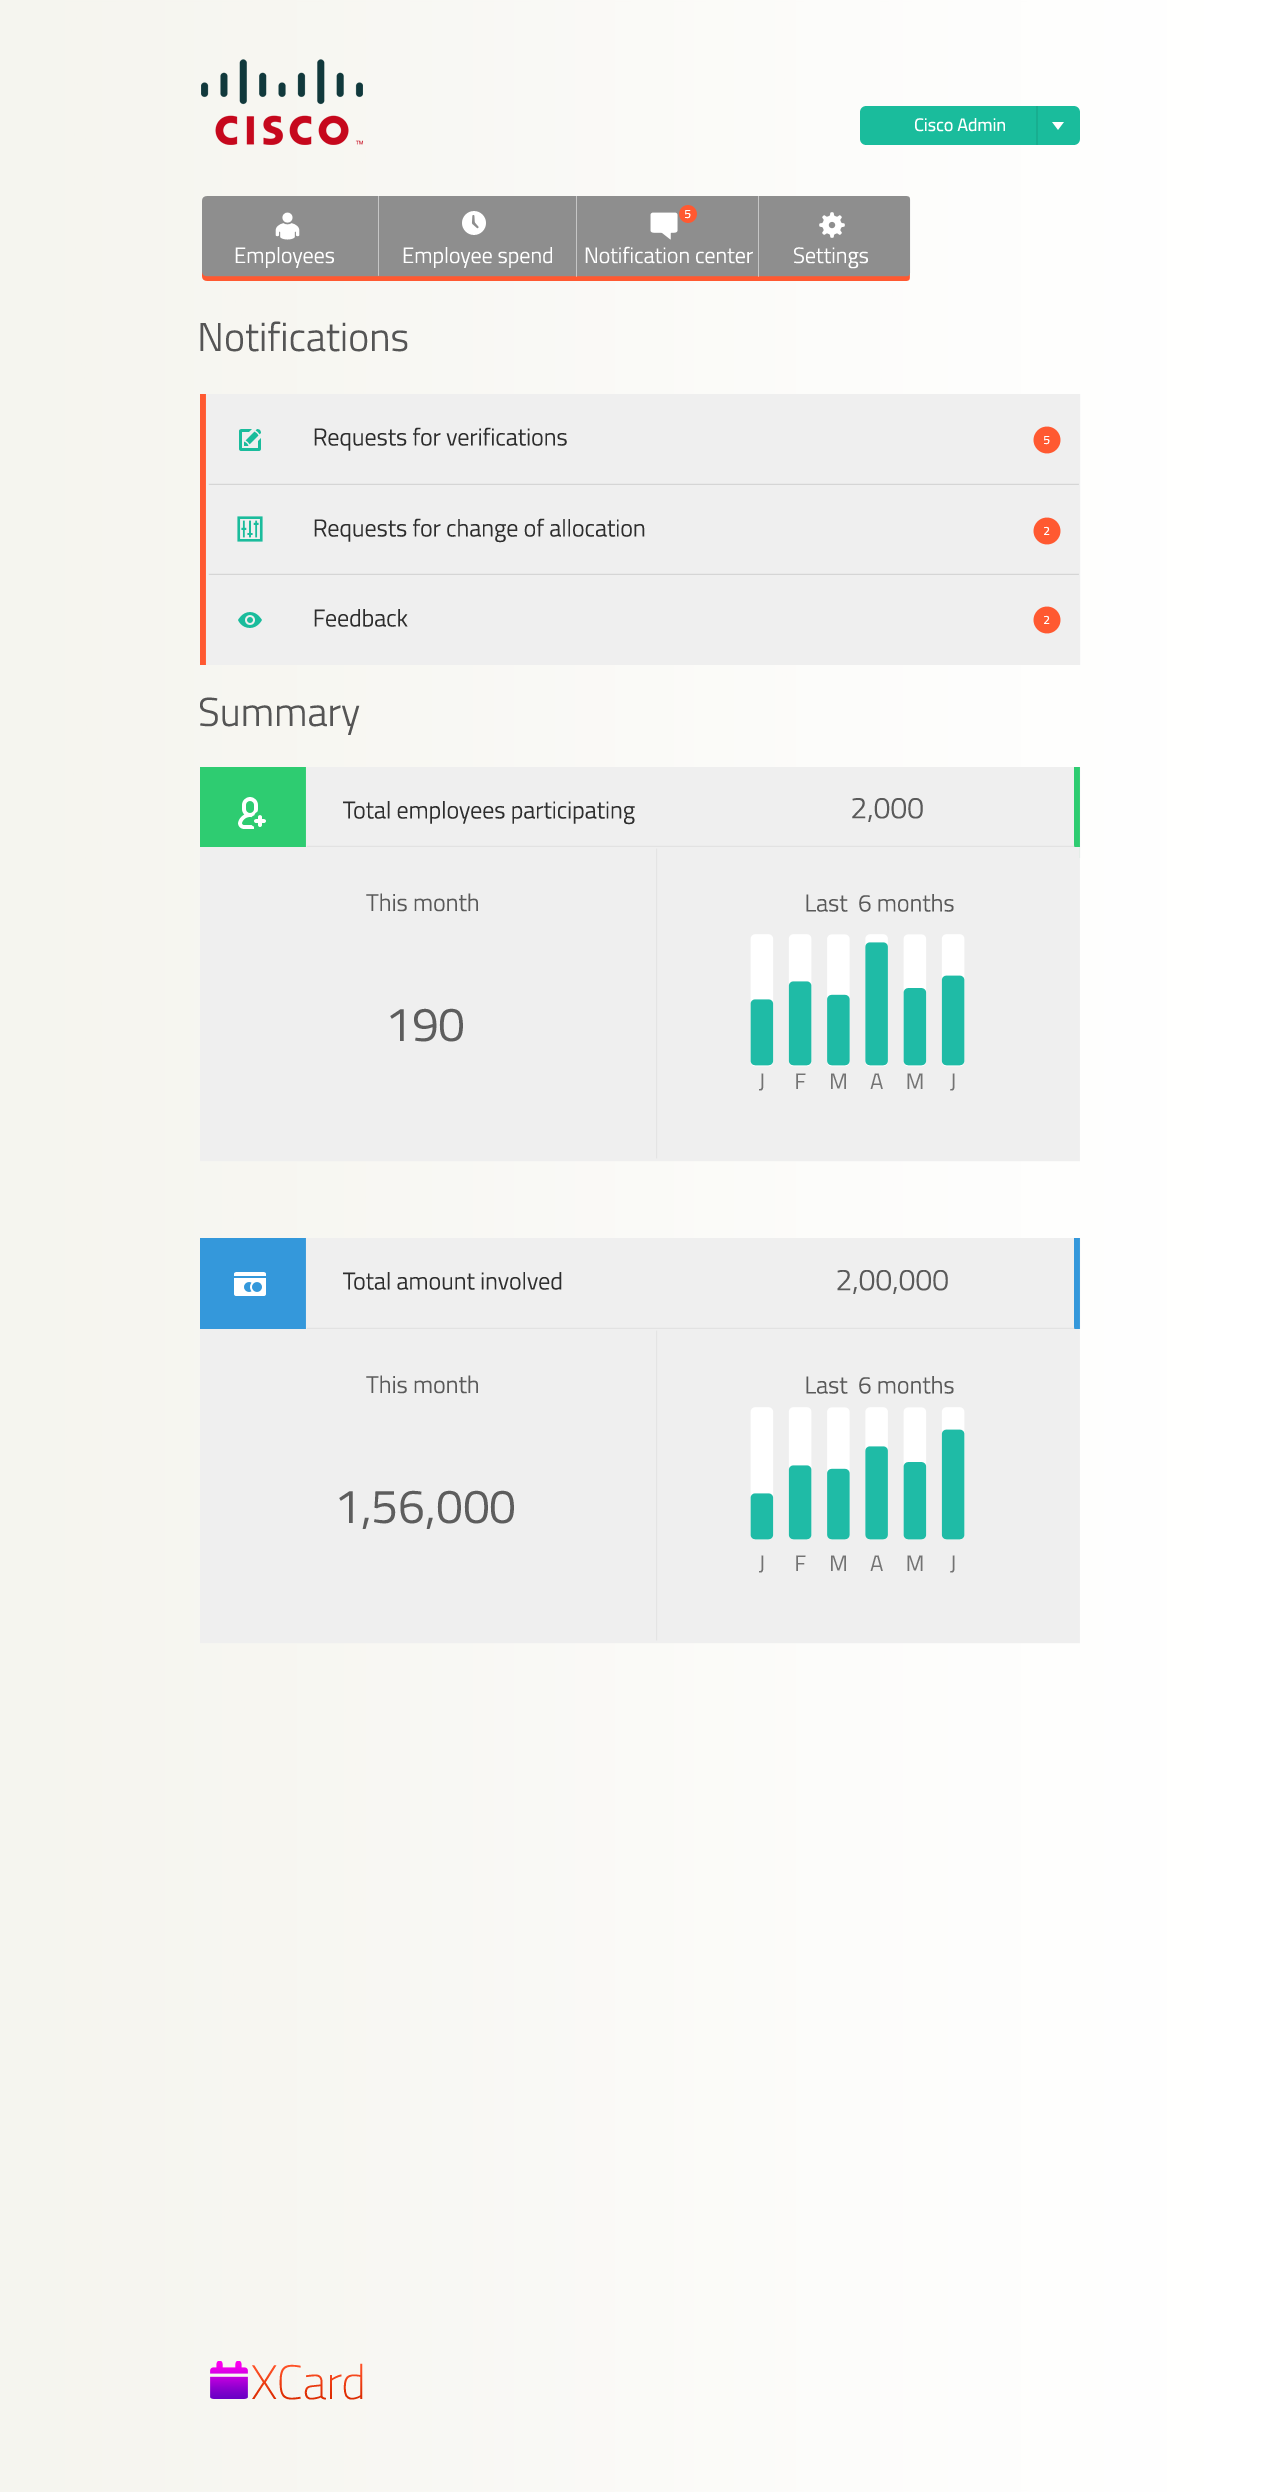 CISCO™
Cisco Admin
5
Employees
Employee spend
Notification center
Settings
Notifications
Requests for verifications
5
Requests for change of allocation
2
Feedback
2
Summary
Total employees participating
2,000
This month
Last 6 months
190
J F M A M J
Total amount involved
2,00,000
This month
Last 6 months
1,56,000
J F M A M J
XCard